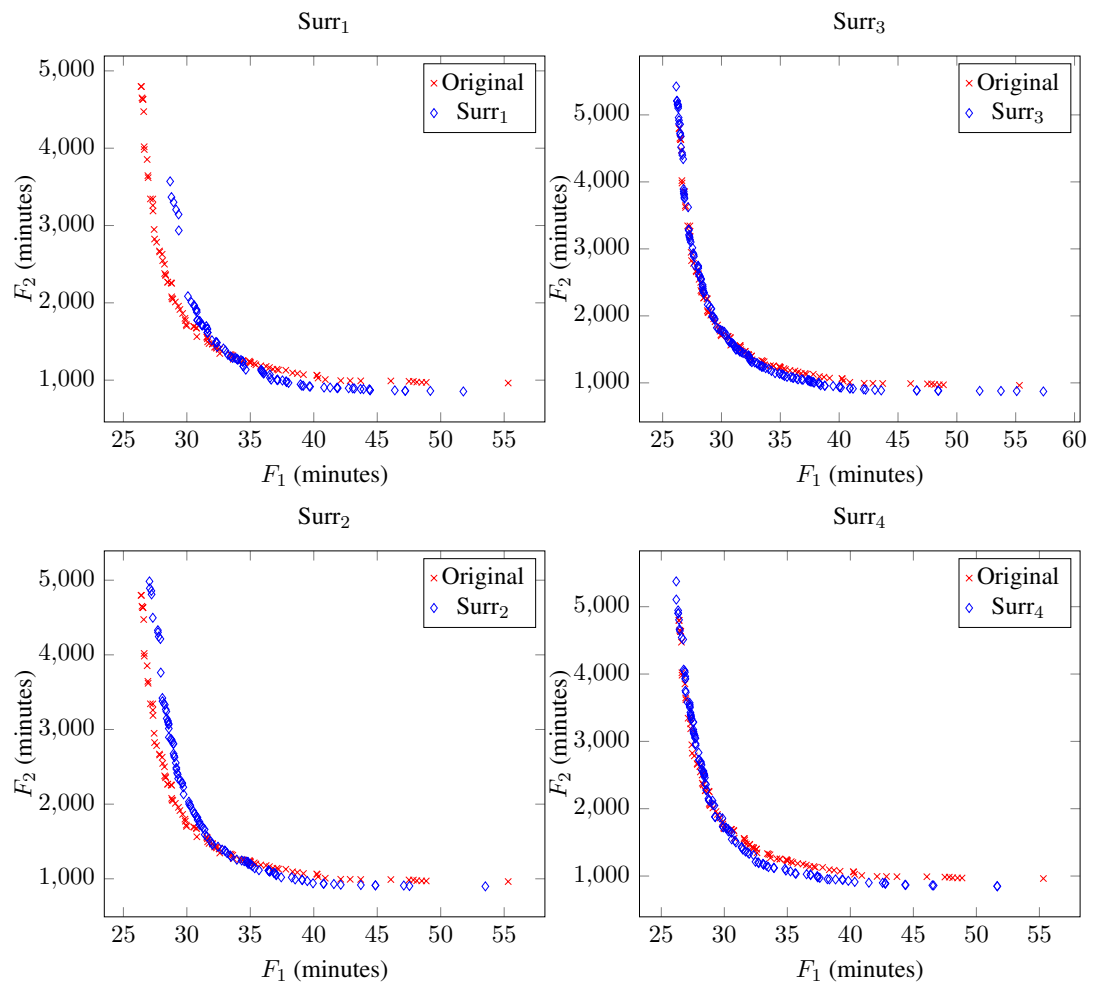 Surr₁
5,000
4,000
3,000
2,000
1,000
25 30 35 40 45 50 55
F₁ (minutes)
F₂ (minutes)
Original
Surr₁
Surr₃
5,000
4,000
3,000
2,000
1,000
25 30 35 40 45 50 55 60
F₁ (minutes)
F₂ (minutes)
Original
Surr₃
Surr₂
5,000
4,000
3,000
2,000
1,000
25 30 35 40 45 50 55
F₁ (minutes)
F₂ (minutes)
Original
Surr₂
Surr₄
5,000
4,000
3,000
2,000
1,000
25 30 35 40 45 50 55
F₁ (minutes)
F₂ (minutes)
Original
Surr₄